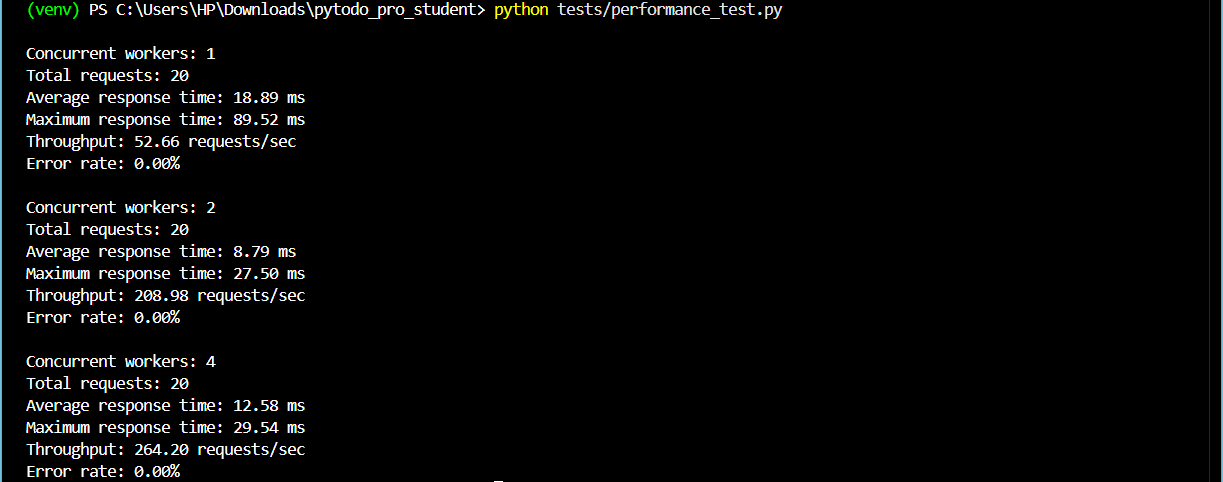 (venv) PS C:\Users\HP\Downloads\pytodo_pro_student> python tests/performance_test.py
Concurrent workers: 1
Total requests: 20
Average response time: 18.89 ms
Maximum response time: 89.52 ms
Throughput: 52.66 requests/sec
Error rate: 0.00%
Concurrent workers: 2
Total requests: 20
Average response time: 8.79 ms
Maximum response time: 27.50 ms
Throughput: 208.98 requests/sec
Error rate: 0.00%
Concurrent workers: 4
Total requests: 20
Average response time: 12.58 ms
Maximum response time: 29.54 ms
Throughput: 264.20 requests/sec
Error rate: 0.00%